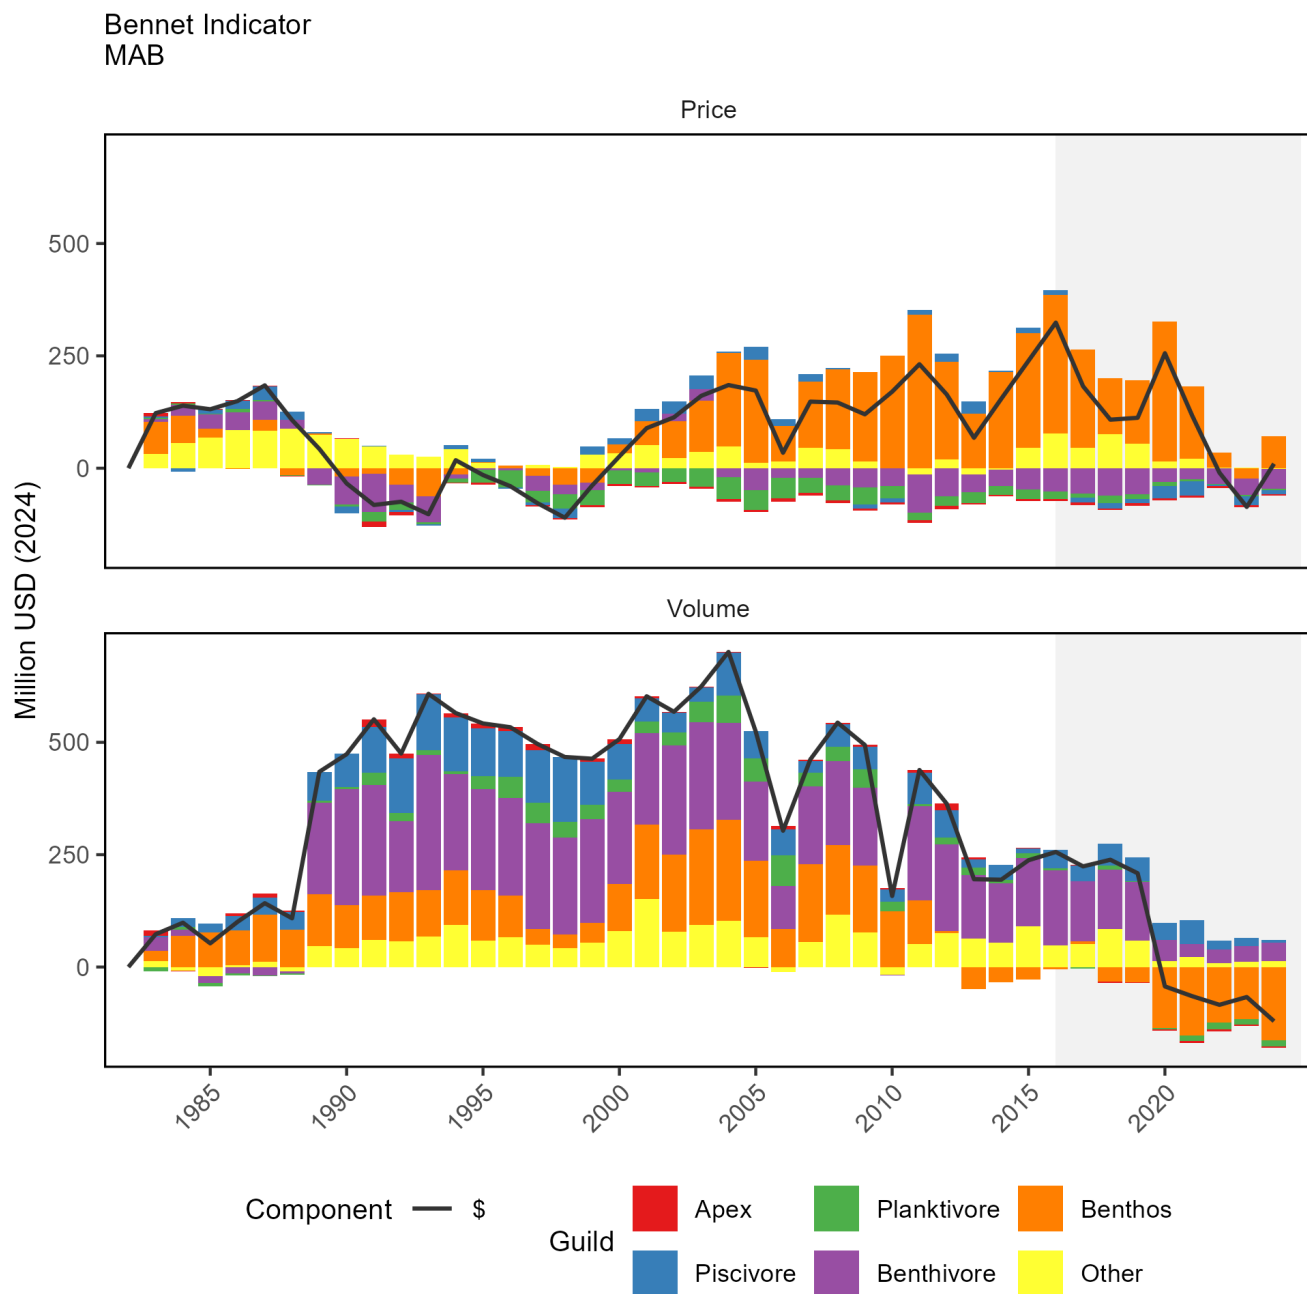 Bennet Indicator
MAB
Price
500
250
0
Million USD (2024)
Volume
500
250
0
1985
1990
1995
2000
2005
2010
2015
2020
Component
$
Guild
Apex
Planktivore
Benthos
Piscivore
Benthivore
Other